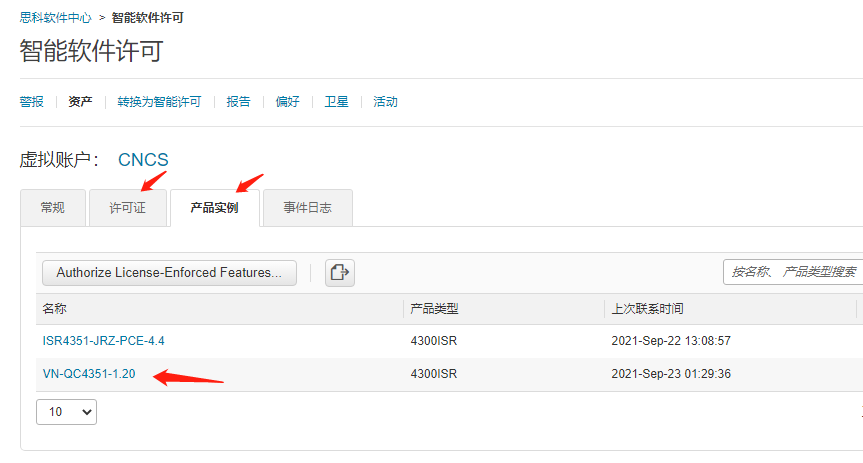 思科软件中心 > 智能软件许可
智能软件许可
警报 资产 转换为智能许可 报告 偏好 卫星 活动
虚拟账户： CNCS
常规 许可证 产品实例 事件日志
Authorize License-Enforced Features... 按名称、产品类型搜索
名称 产品类型 上次联系时间
ISR4351-JRZ-PCE-4.4 4300ISR 2021-Sep-22 13:08:57
VN-QC4351-1.20 4300ISR 2021-Sep-23 01:29:36
10